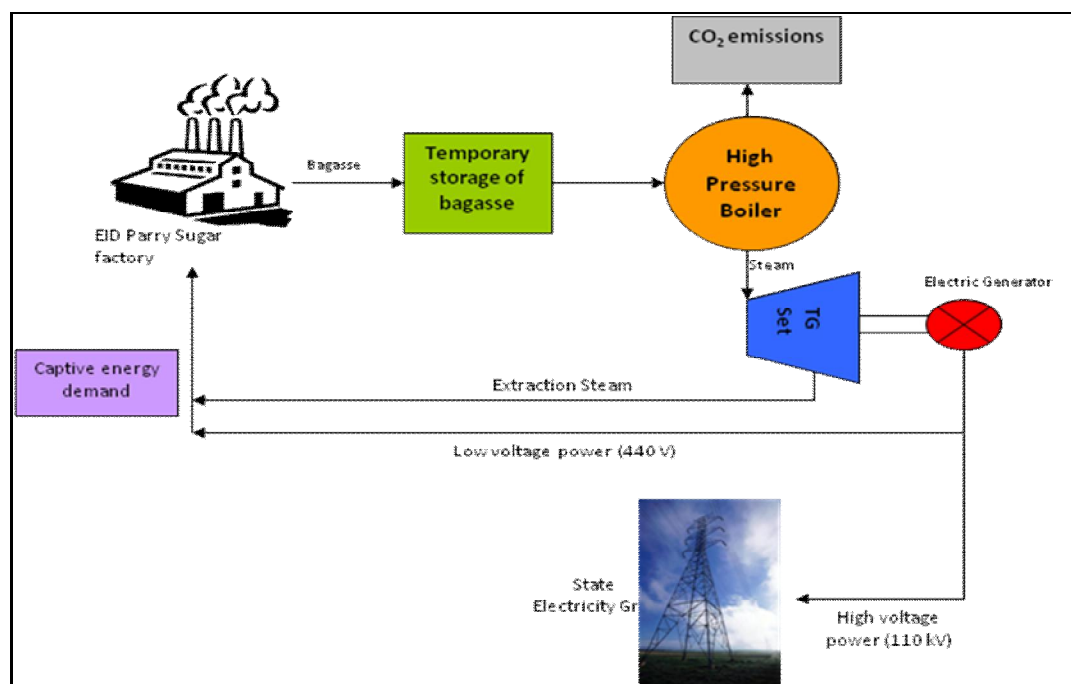 CO₂ emissions
Bagasse
Temporary
storage of
bagasse
High
Pressure
Boiler
EID Parry Sugar
factory
Steam
Electric Generator
TG
Set
Captive energy
demand
Extraction Steam
Low voltage power (440 V)
State
Electricity Gr
High voltage
power (110 kV)